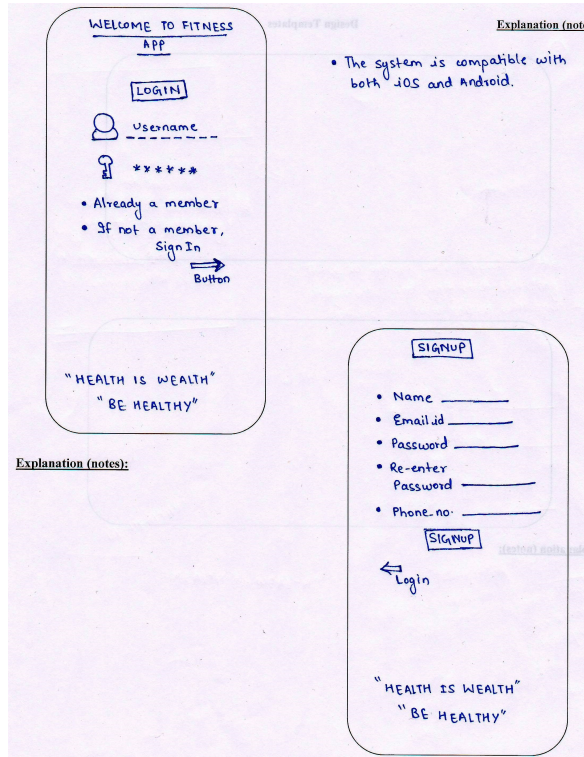 WELCOME TO FITNESS
APP
LOGIN
Username
******
• Already a member
• If not a member,
Sign In
Button
"HEALTH IS WEALTH"
"BE HEALTHY"
Explanation (note
• The system is compatible with
both iOS and Android.
Explanation (notes):
SIGNUP
• Name
• Email.id
• Password
• Re-enter
Password
• Phone no.
SIGNUP
Login
"HEALTH IS WEALTH"
"BE HEALTHY"